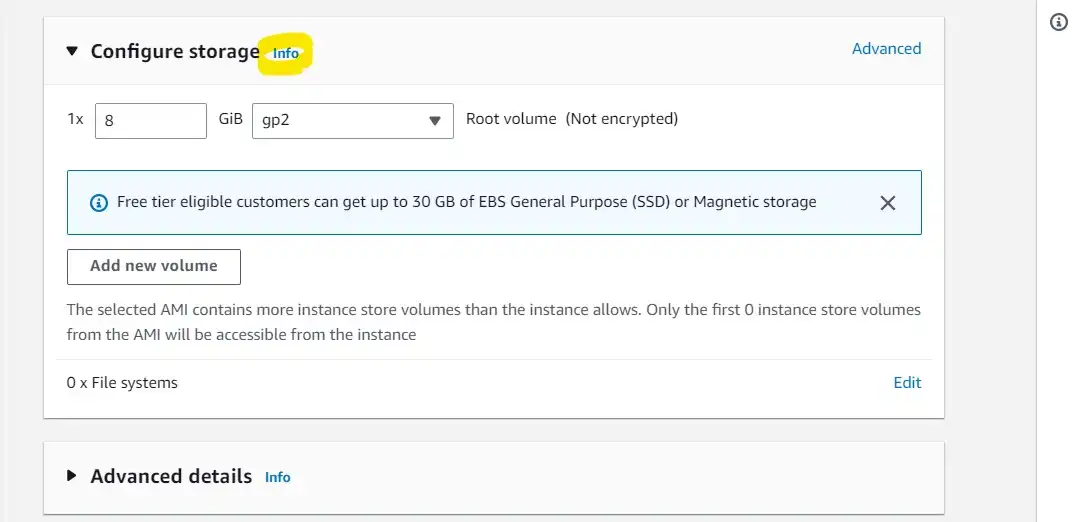 Configure storage Info Advanced
1x 8 GiB gp2 Root volume (Not encrypted)
Free tier eligible customers can get up to 30 GB of EBS General Purpose (SSD) or Magnetic storage
Add new volume
The selected AMI contains more instance store volumes than the instance allows. Only the first 0 instance store volumes
from the AMI will be accessible from the instance
0 x File systems Edit
Advanced details Info